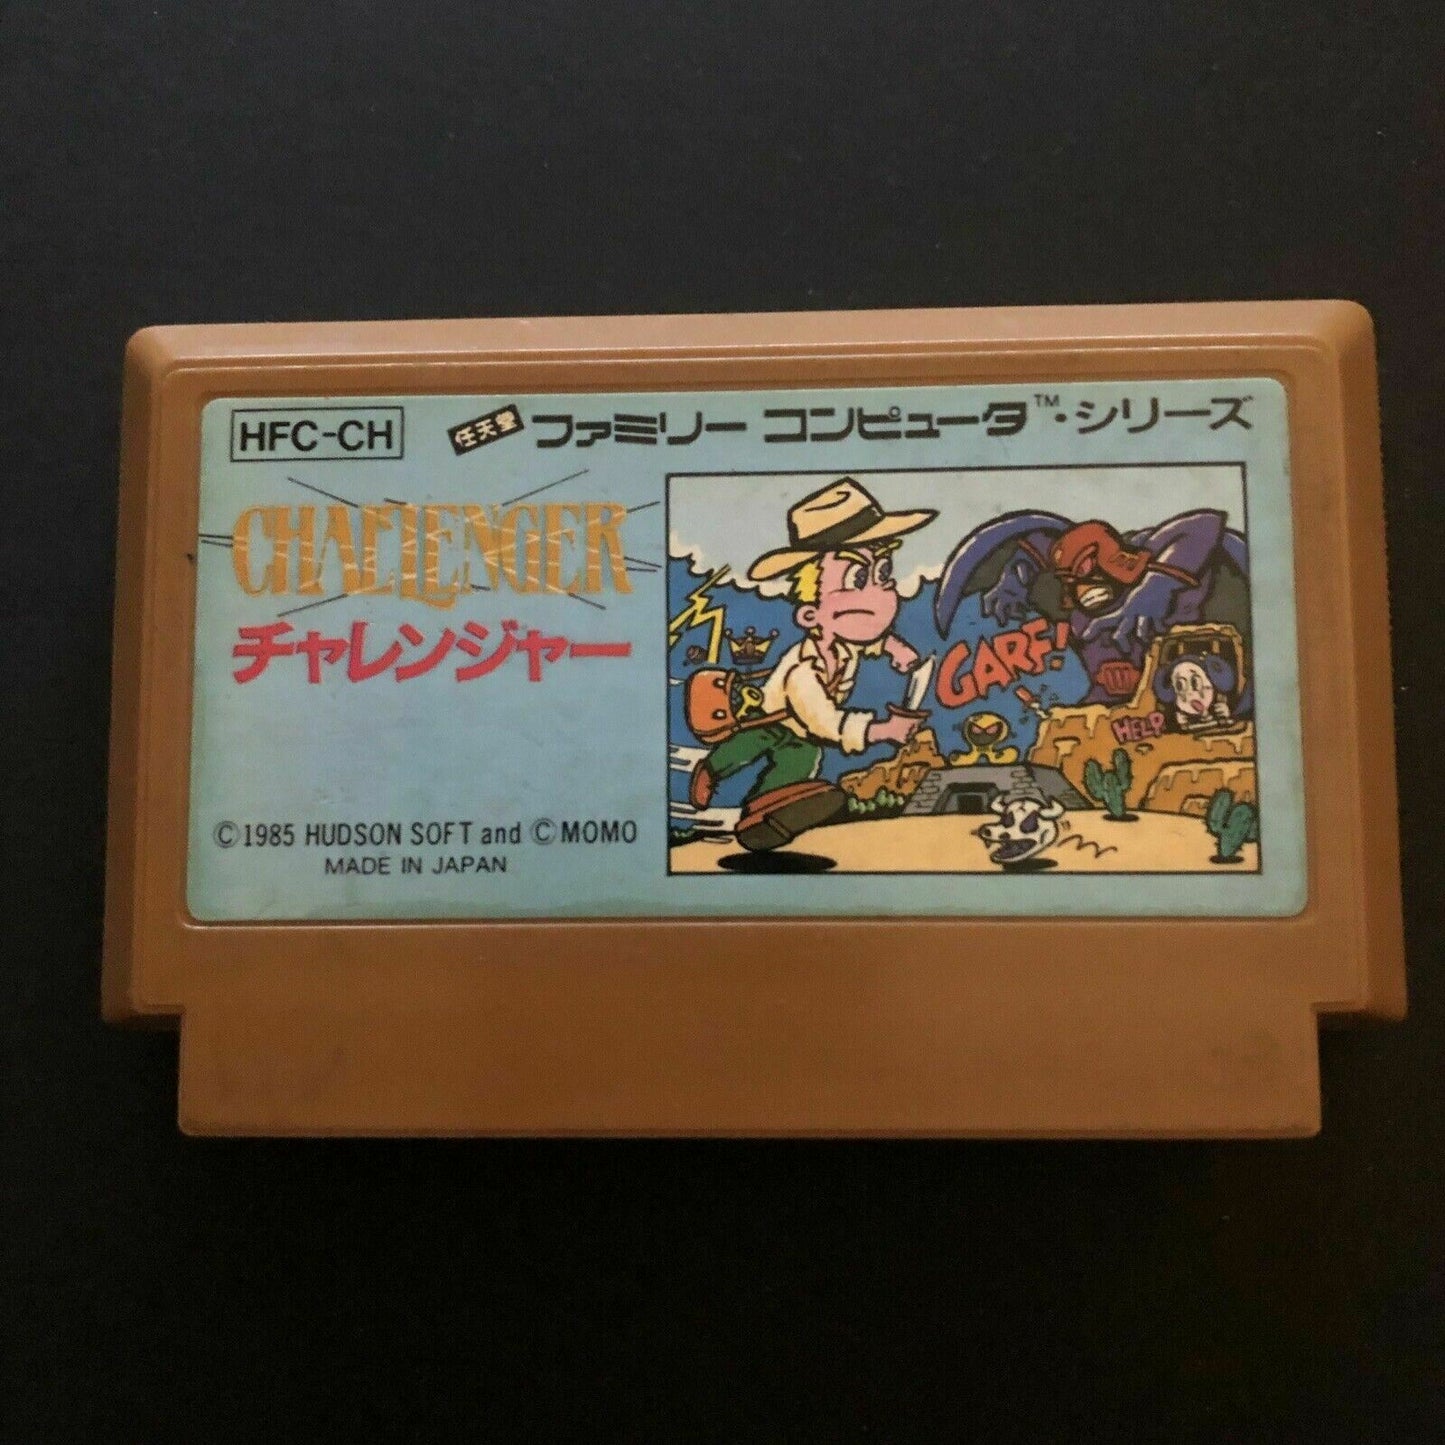 HFC-CH
任天堂 ファミリー コンピュータ™・シリーズ
CHALLENGER
チャレンジャー
GARF!
HELP
©1985 HUDSON SOFT and ©MOMO
MADE IN JAPAN